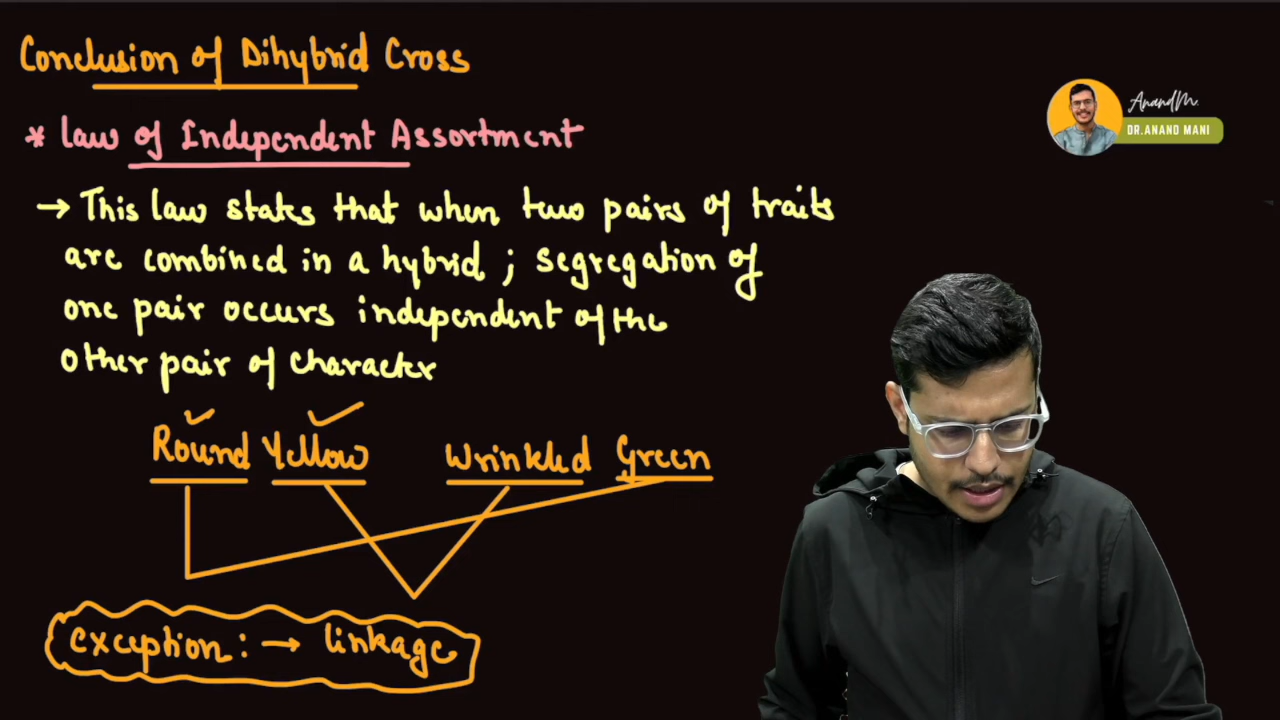 Conclusion of Dihybrid Cross
AnandM.
DR.ANAND MANI
* Law of Independent Assortment
→ This law states that when two pairs of traits
are combined in a hybrid; segregation of
one pair occurs independent of the
other pair of character
Round Yellow Wrinkled Green
exception: → linkage